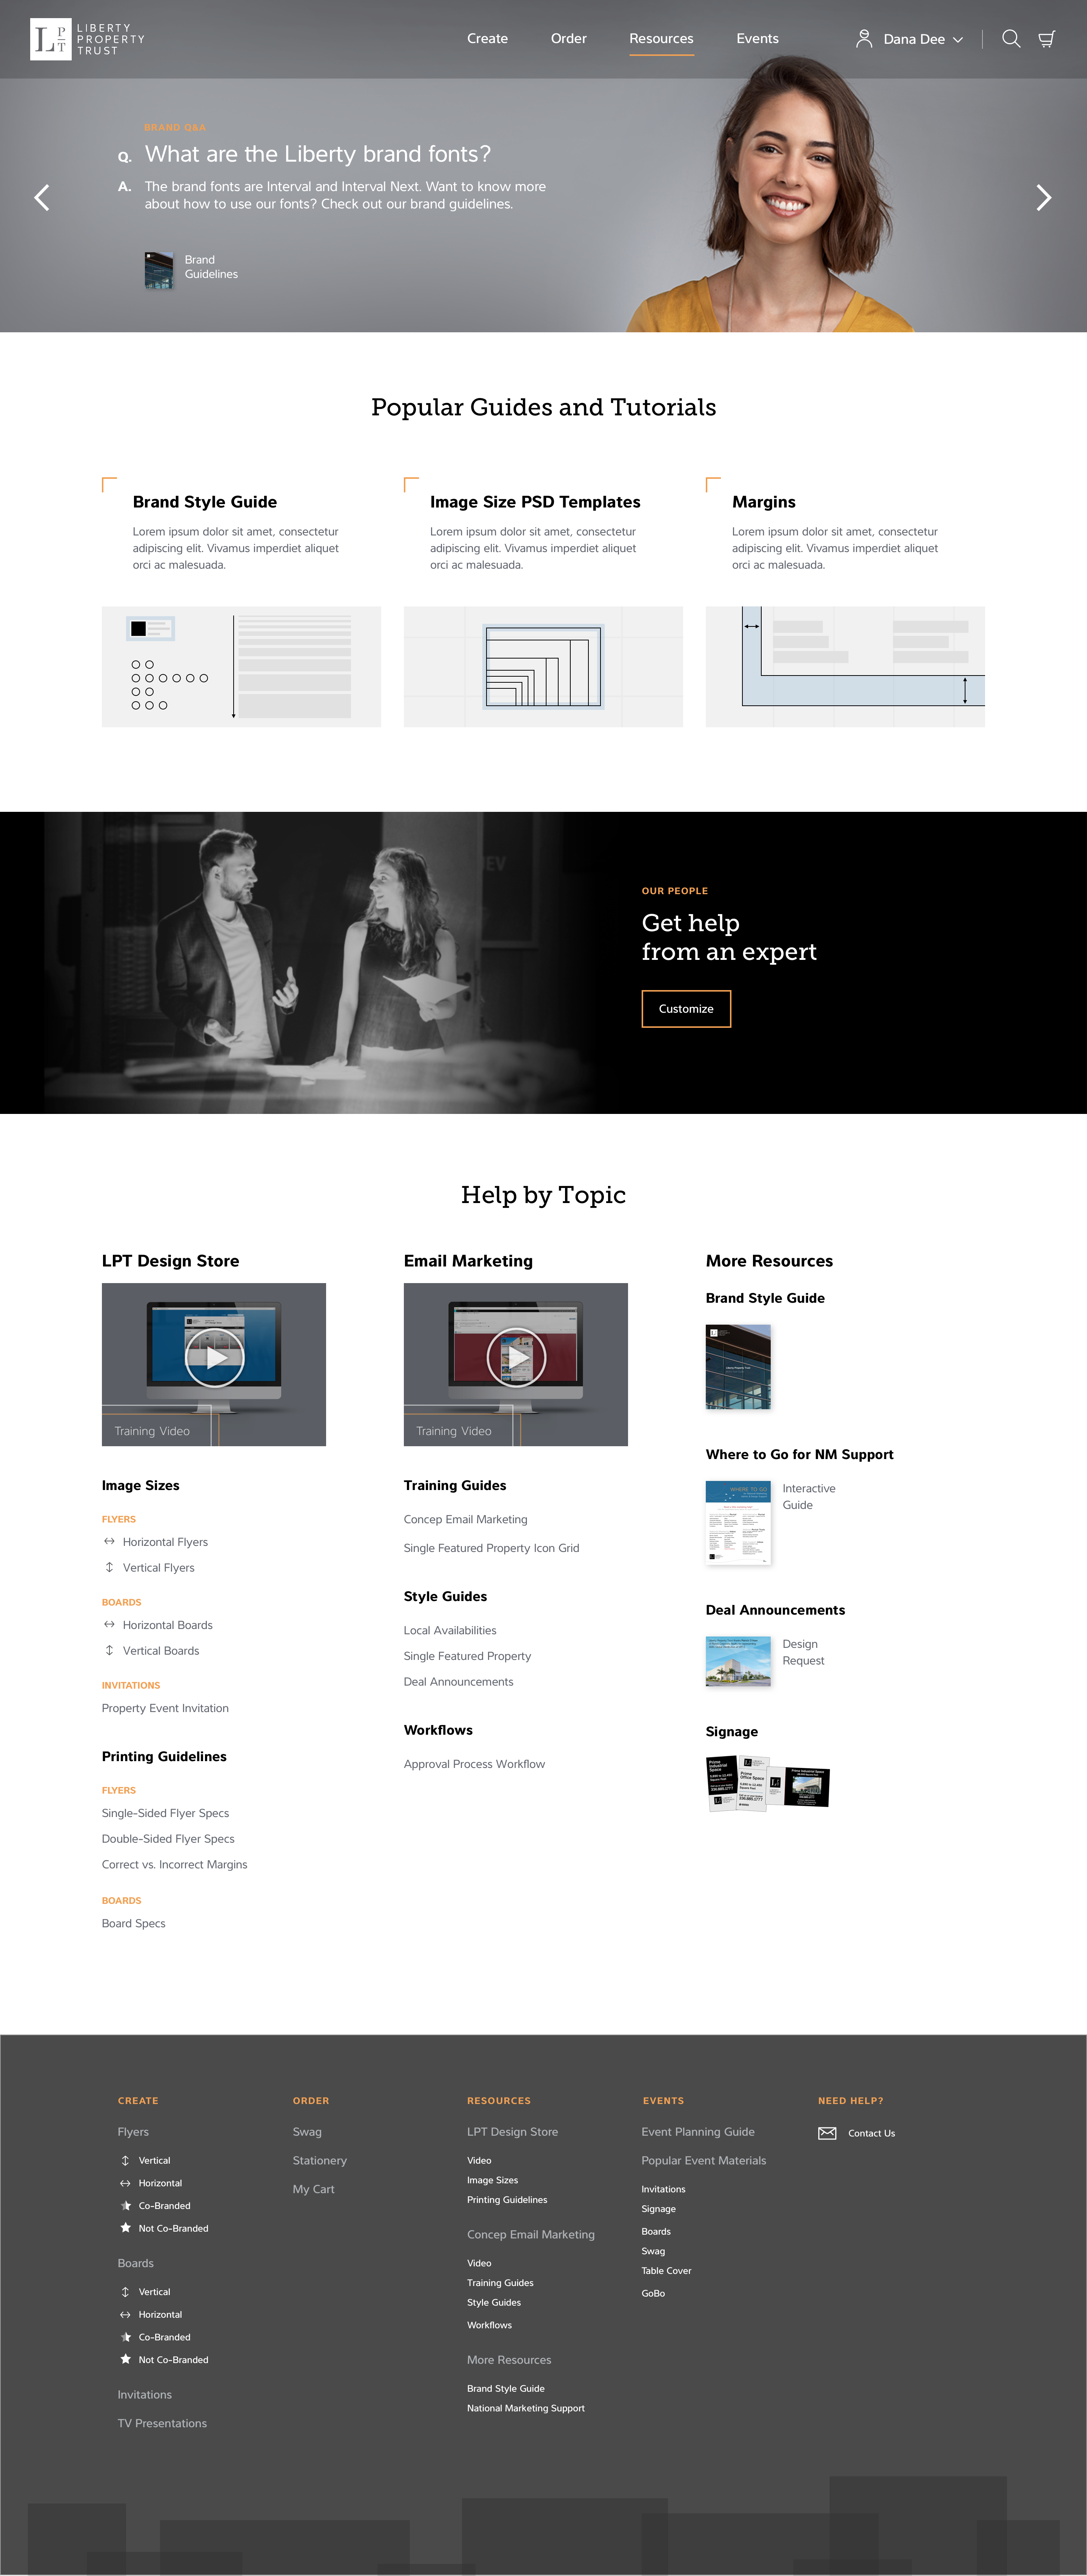 LIBERTY
PROPERTY
TRUST
Create
Order
Resources
Events
Dana Dee
BRAND Q&A
Q. What are the Liberty brand fonts?
A. The brand fonts are Interval and Interval Next. Want to know more
about how to use our fonts? Check out our brand guidelines.
Brand
Guidelines
Popular Guides and Tutorials
Brand Style Guide
Lorem ipsum dolor sit amet, consectetur
adipiscing elit. Vivamus imperdiet aliquet
orci ac malesuada.
Image Size PSD Templates
Lorem ipsum dolor sit amet, consectetur
adipiscing elit. Vivamus imperdiet aliquet
orci ac malesuada.
Margins
Lorem ipsum dolor sit amet, consectetur
adipiscing elit. Vivamus imperdiet aliquet
orci ac malesuada.
OUR PEOPLE
Get help
from an expert
Customize
Help by Topic
LPT Design Store
Training Video
Image Sizes
FLYERS
Horizontal Flyers
Vertical Flyers
BOARDS
Horizontal Boards
Vertical Boards
INVITATIONS
Property Event Invitation
Printing Guidelines
FLYERS
Single-Sided Flyer Specs
Double-Sided Flyer Specs
Correct vs. Incorrect Margins
BOARDS
Board Specs
Email Marketing
Training Video
Training Guides
Concep Email Marketing
Single Featured Property Icon Grid
Style Guides
Local Availabilities
Single Featured Property
Deal Announcements
Workflows
Approval Process Workflow
More Resources
Brand Style Guide
Where to Go for NM Support
WHERE TO GO
Interactive
Guide
Deal Announcements
Design
Request
Signage
Prime
Industrial
Space
Prime
Office Space
CREATE
Flyers
Vertical
Horizontal
Co-Branded
Not Co-Branded
Boards
Vertical
Horizontal
Co-Branded
Not Co-Branded
Invitations
TV Presentations
ORDER
Swag
Stationery
My Cart
RESOURCES
LPT Design Store
Video
Image Sizes
Printing Guidelines
Concep Email Marketing
Video
Training Guides
Style Guides
Workflows
More Resources
Brand Style Guide
National Marketing Support
EVENTS
Event Planning Guide
Popular Event Materials
Invitations
Signage
Boards
Swag
Table Cover
GoBo
NEED HELP?
Contact Us